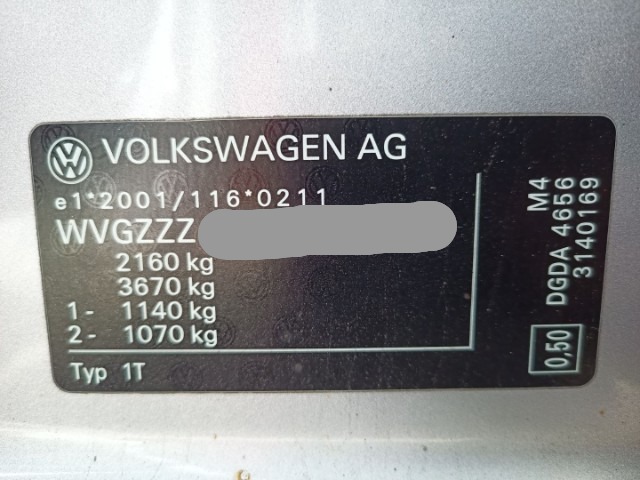 VOLKSWAGEN AG
e1*2001/116*0211
WVGZZZ
2160 kg
3670 kg
1- 1140 kg
2- 1070 kg
Typ 1T
M4
DGDA 4656
3140169
0,50